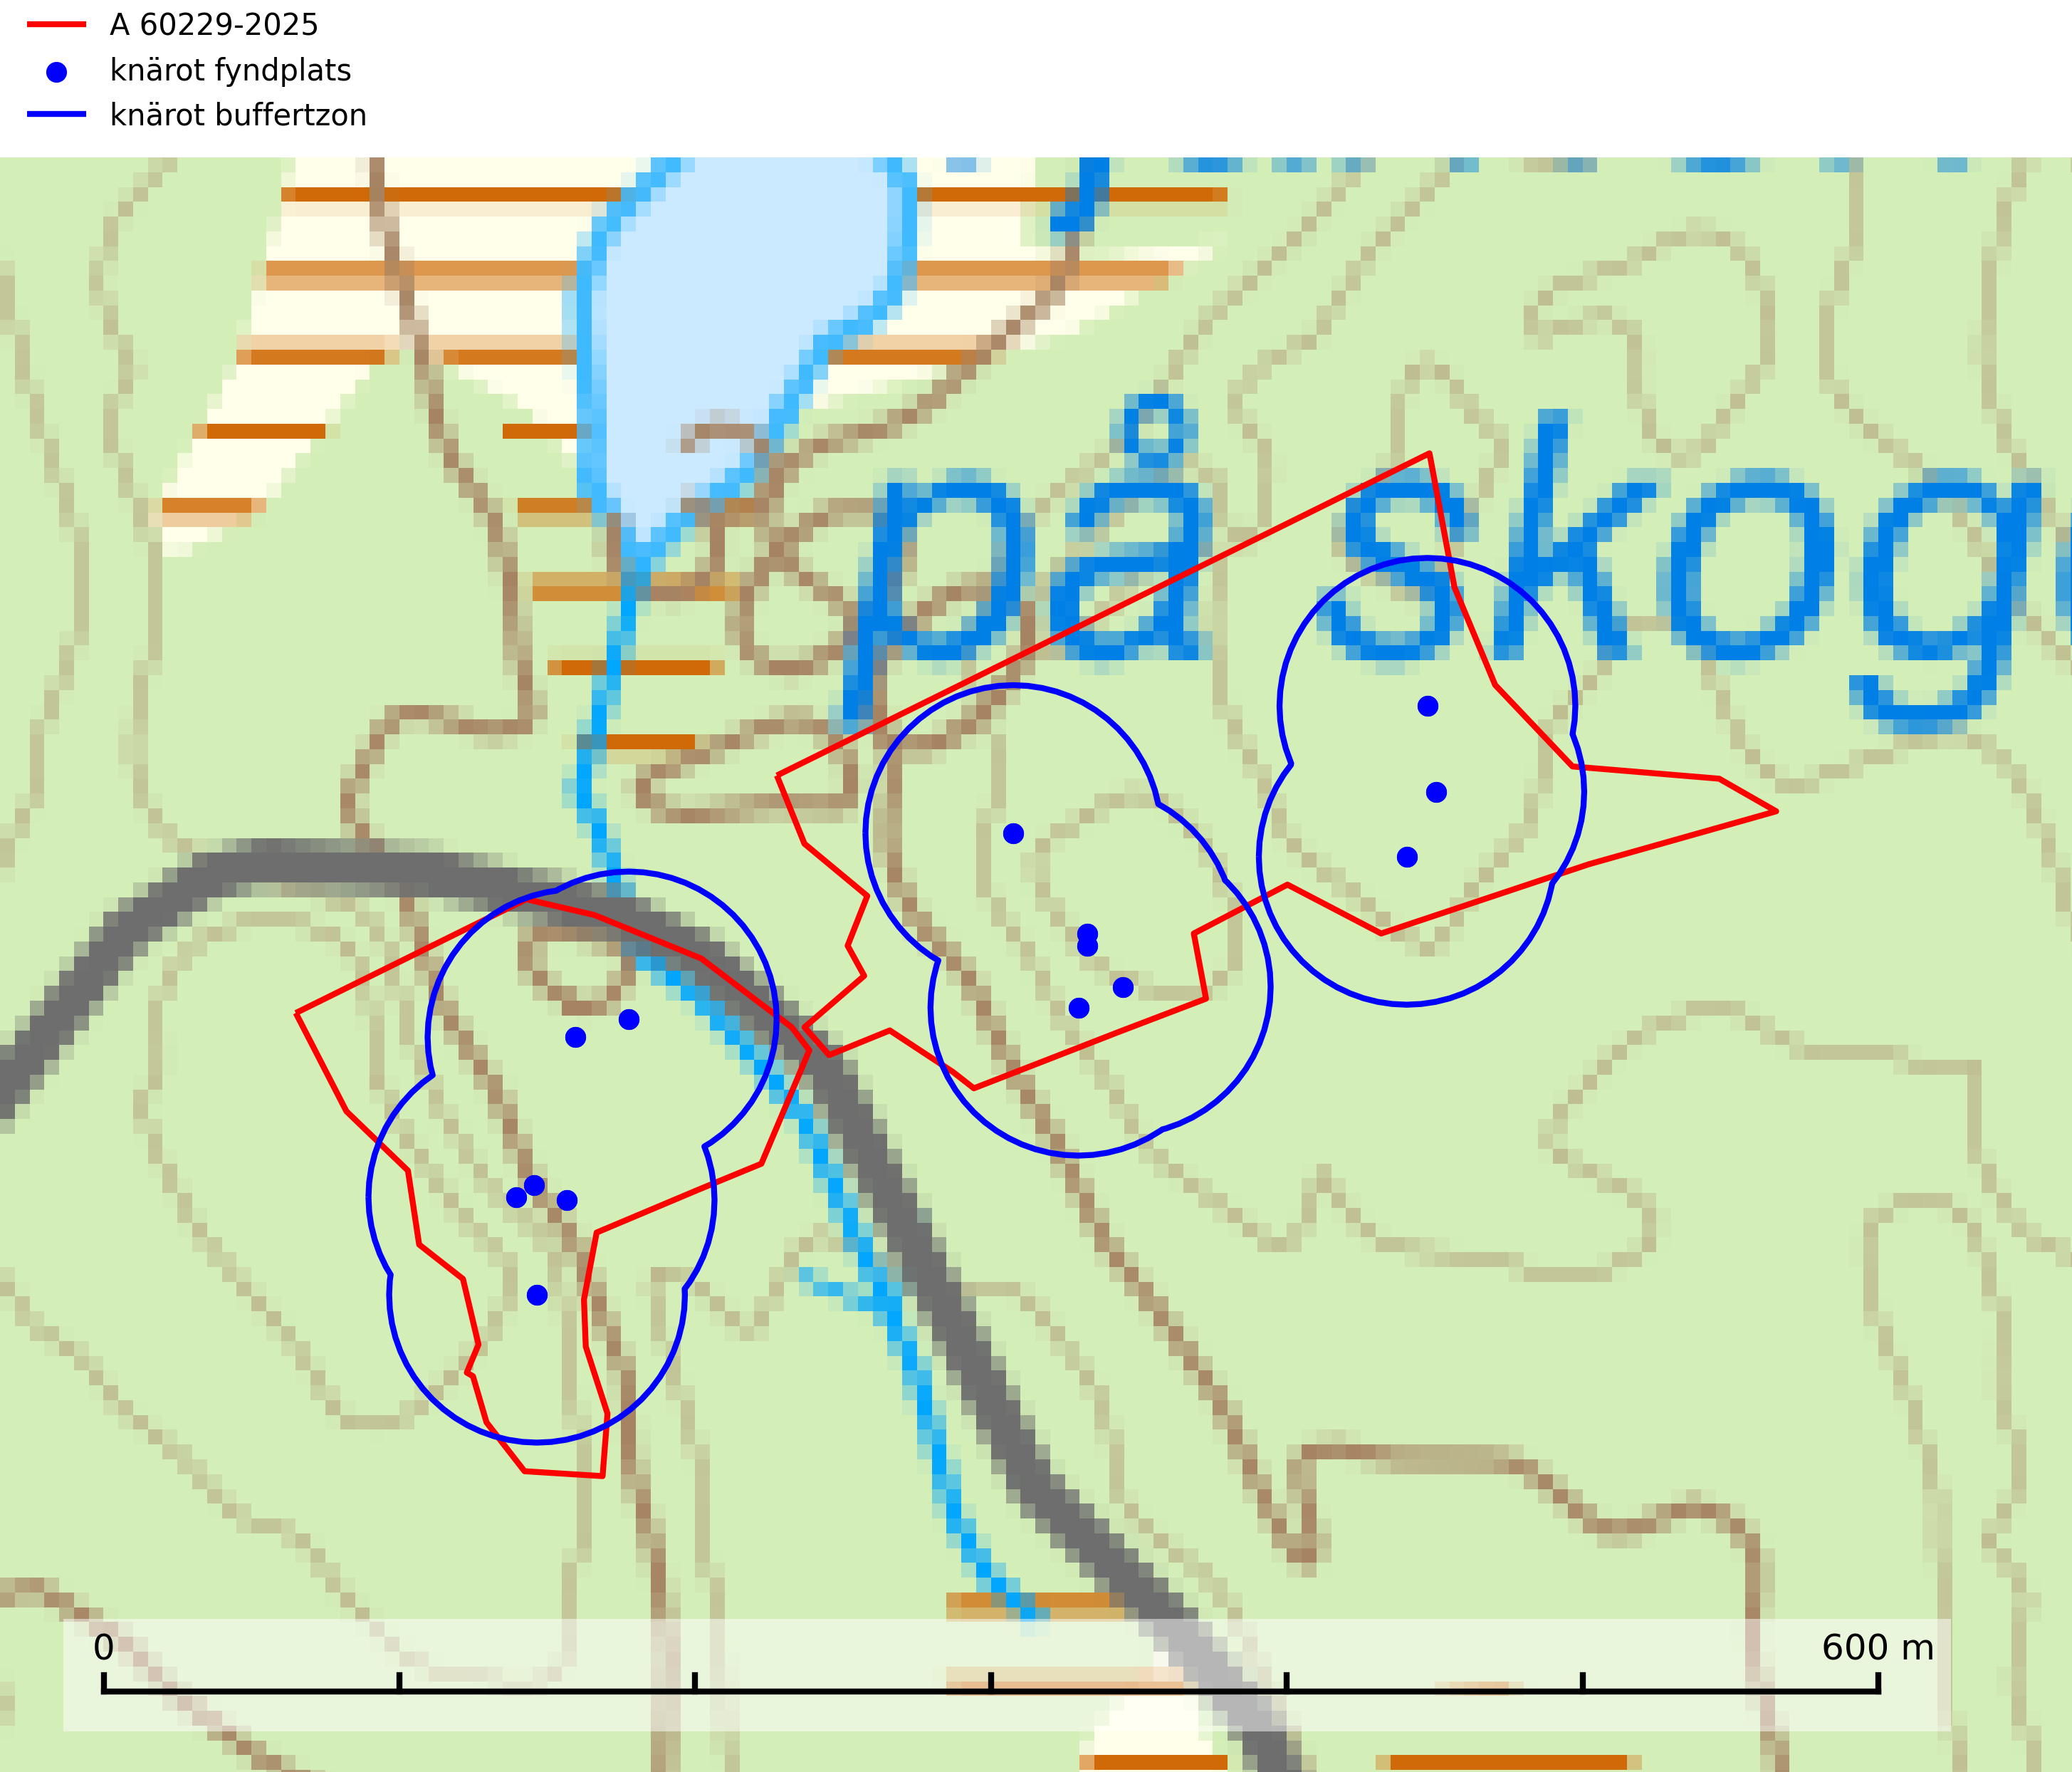 A 60229-2025
knärot fyndplats
knärot buffertzon
på skog
0 600 m